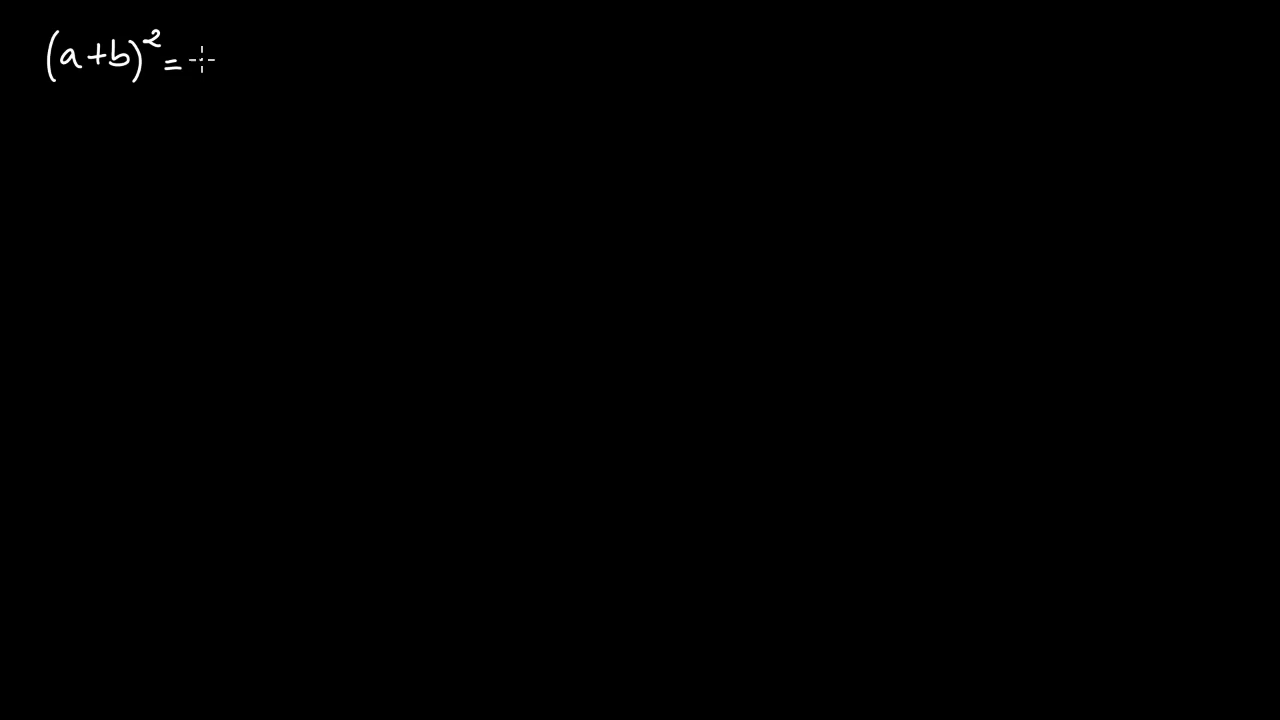 (a+b)² =